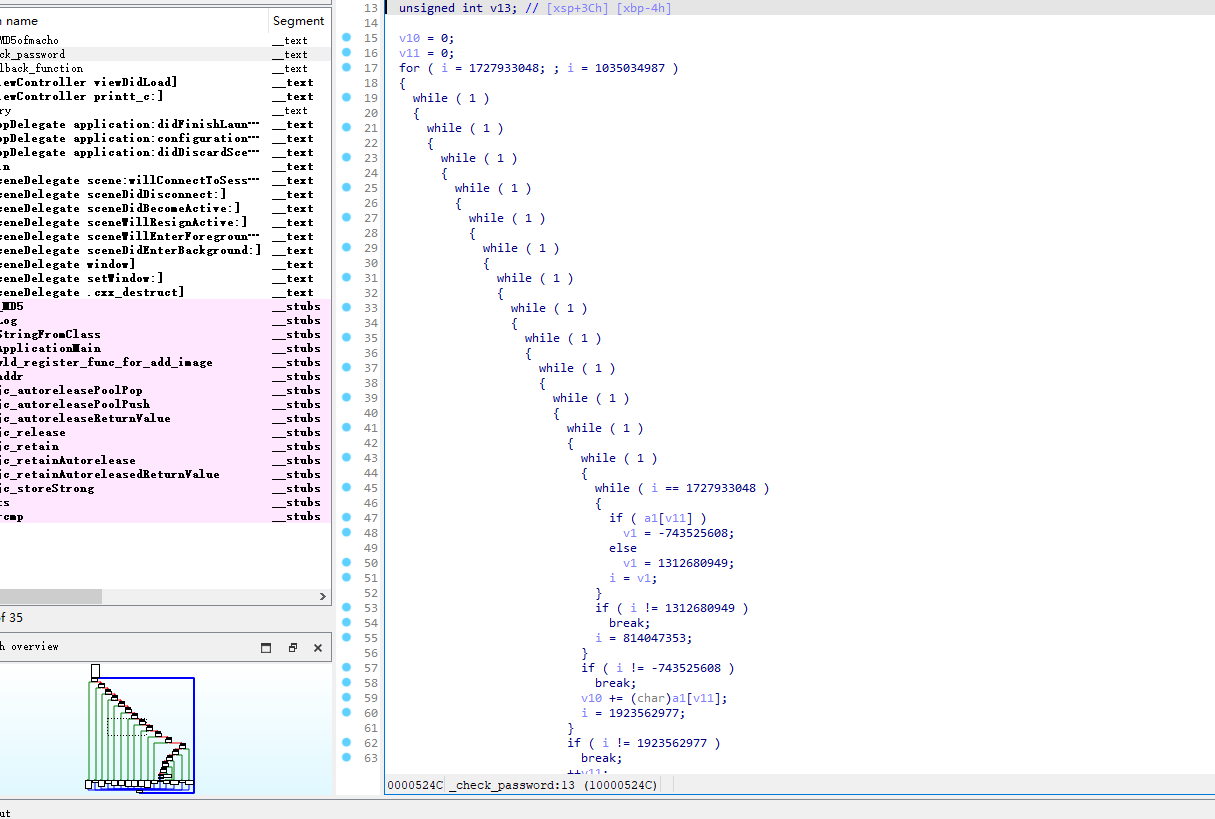 name Segment
MD5ofmacho __text
ck_password __text
lback_function __text
iewController viewDidLoad] __text
iewController printt_c:] __text
ry __text
ppDelegate application:didFinishLaun… __text
ppDelegate application:configuration… __text
ppDelegate application:didDiscardSce… __text
in __text
ceneDelegate scene:willConnectToSess… __text
ceneDelegate sceneDidDisconnect:] __text
ceneDelegate sceneDidBecomeActive:] __text
ceneDelegate sceneWillResignActive:] __text
ceneDelegate sceneWillEnterForegroun… __text
ceneDelegate sceneDidEnterBackground:] __text
ceneDelegate window] __text
ceneDelegate setWindow:] __text
ceneDelegate .cxx_destruct] __text
_MD5 __stubs
Log __stubs
StringFromClass __stubs
ApplicationMain __stubs
yld_register_func_for_add_image __stubs
addr __stubs
jc_autoreleasePoolPop __stubs
jc_autoreleasePoolPush __stubs
jc_autoreleaseReturnValue __stubs
jc_release __stubs
jc_retain __stubs
jc_retainAutorelease __stubs
jc_retainAutoreleasedReturnValue __stubs
jc_storeStrong __stubs
ts __stubs
rcmp __stubs
of 35
h overview
13 unsigned int v13; // [xsp+3Ch] [xbp-4h]
14
15 v10 = 0;
16 v11 = 0;
17 for ( i = 1727933048; ; i = 1035034987 )
18 {
19 while ( 1 )
20 {
21 while ( 1 )
22 {
23 while ( 1 )
24 {
25 while ( 1 )
26 {
27 while ( 1 )
28 {
29 while ( 1 )
30 {
31 while ( 1 )
32 {
33 while ( 1 )
34 {
35 while ( 1 )
36 {
37 while ( 1 )
38 {
39 while ( 1 )
40 {
41 while ( 1 )
42 {
43 while ( 1 )
44 {
45 while ( i == 1727933048 )
46 {
47 if ( a1[v11] )
48 v1 = -743525608;
49 else
50 v1 = 1312680949;
51 i = v1;
52 }
53 if ( i != 1312680949 )
54 break;
55 i = 814047353;
56 }
57 if ( i != -743525608 )
58 break;
59 v10 += (char)a1[v11];
60 i = 1923562977;
61 }
62 if ( i != 1923562977 )
63 break;
++v11;
0000524C _check_password:13 (10000524C)
ut